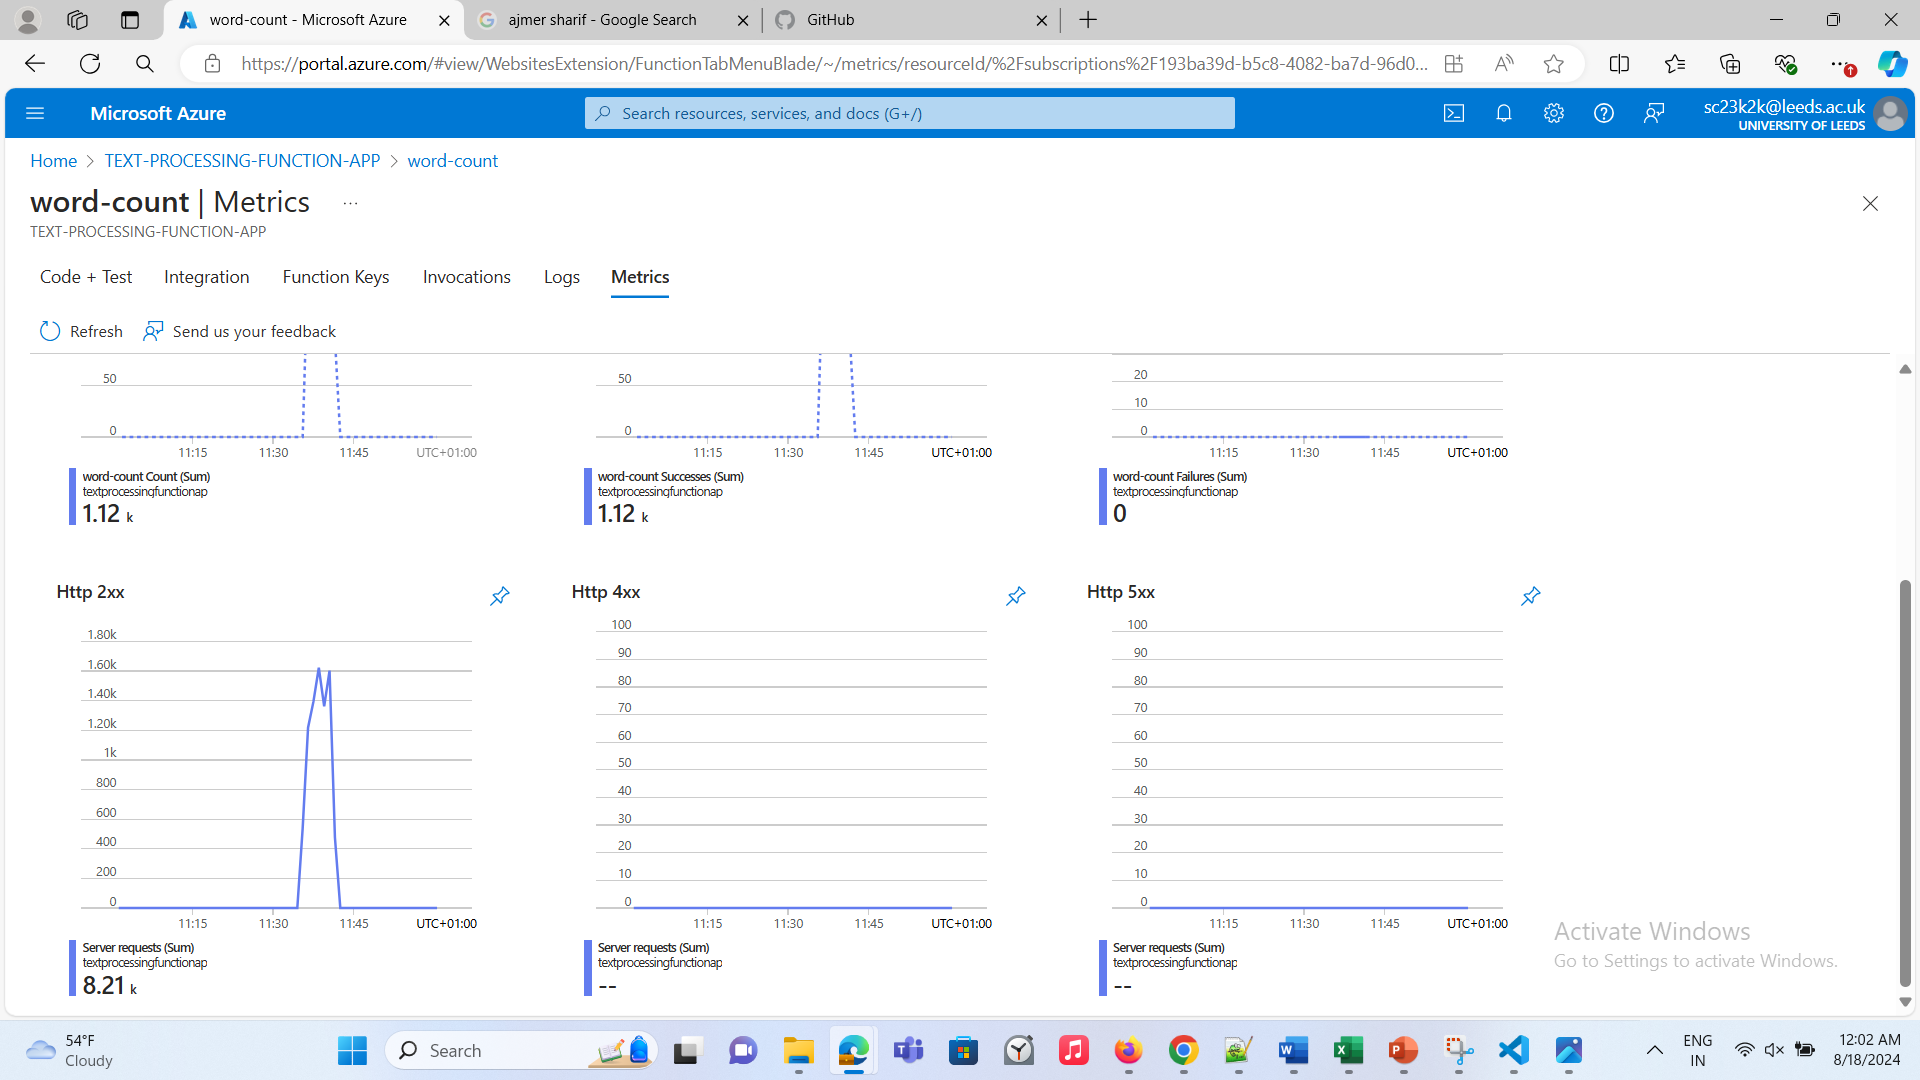 word-count - Microsoft Azure
ajmer sharif - Google Search
GitHub
https://portal.azure.com/#view/WebsitesExtension/FunctionTabMenuBlade/~/metrics/resourceId/%2Fsubscriptions%2F193ba39d-b5c8-4082-ba7d-96d0...
Microsoft Azure
Search resources, services, and docs (G+/)
sc23k2k@leeds.ac.uk
UNIVERSITY OF LEEDS
Home > TEXT-PROCESSING-FUNCTION-APP > word-count
word-count | Metrics ...
TEXT-PROCESSING-FUNCTION-APP
Code + Test Integration Function Keys Invocations Logs Metrics
Refresh Send us your feedback
50
0
11:15 11:30 11:45 UTC+01:00
word-count Count (Sum)
textprocessingfunctionap
1.12 k
50
0
11:15 11:30 11:45 UTC+01:00
word-count Successes (Sum)
textprocessingfunctionap
1.12 k
20
10
0
11:15 11:30 11:45 UTC+01:00
word-count Failures (Sum)
textprocessingfunctionap
0
Http 2xx
1.80k
1.60k
1.40k
1.20k
1k
800
600
400
200
0
11:15 11:30 11:45 UTC+01:00
Server requests (Sum)
textprocessingfunctionap
8.21 k
Http 4xx
100
90
80
70
60
50
40
30
20
10
0
11:15 11:30 11:45 UTC+01:00
Server requests (Sum)
textprocessingfunctionap
--
Http 5xx
100
90
80
70
60
50
40
30
20
10
0
11:15 11:30 11:45 UTC+01:00
Server requests (Sum)
textprocessingfunctionap
--
Activate Windows
Go to Settings to activate Windows.
54°F
Cloudy
Search
ENG
IN
12:02 AM
8/18/2024